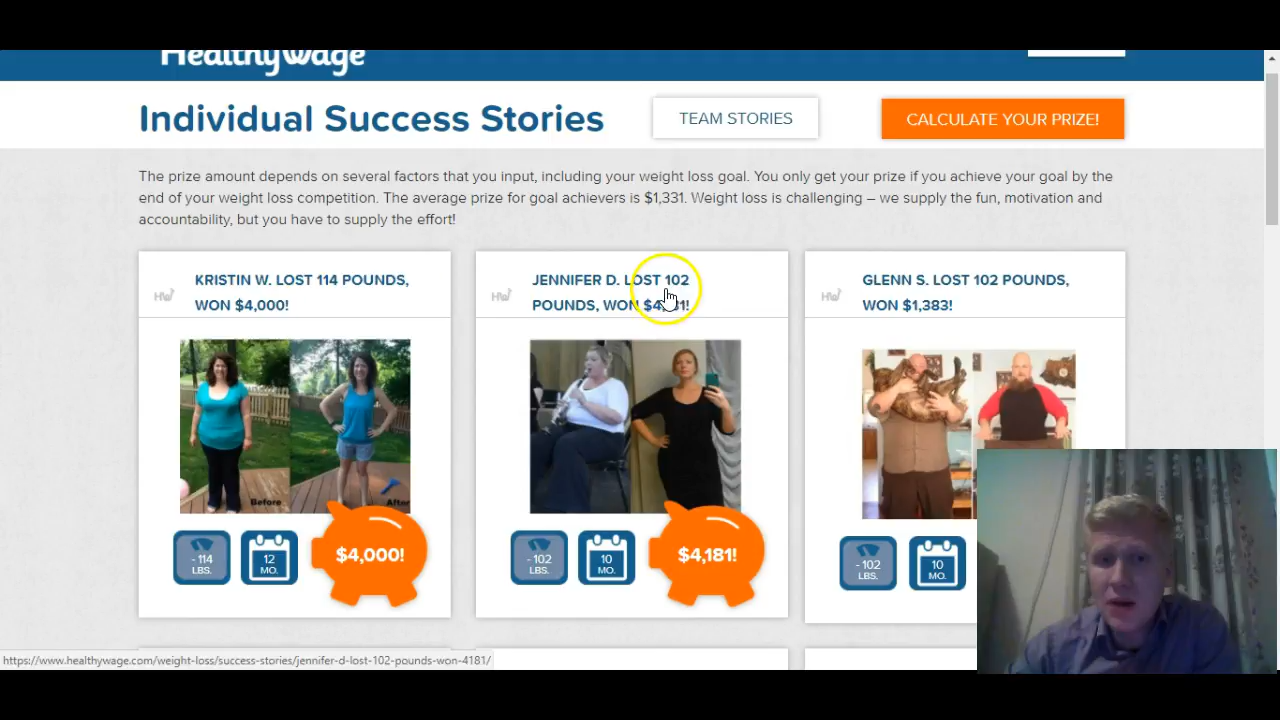 HealthyWage
Individual Success Stories
TEAM STORIES
CALCULATE YOUR PRIZE!
The prize amount depends on several factors that you input, including your weight loss goal. You only get your prize if you achieve your goal by the
end of your weight loss competition. The average prize for goal achievers is $1,331. Weight loss is challenging – we supply the fun, motivation and
accountability, but you have to supply the effort!
HW
KRISTIN W. LOST 114 POUNDS,
WON $4,000!
Before
After
- 114
LBS.
12
MO.
$4,000!
HW
JENNIFER D. LOST 102
POUNDS, WON $4,181!
- 102
LBS.
10
MO.
$4,181!
HW
GLENN S. LOST 102 POUNDS,
WON $1,383!
- 102
LBS.
10
MO.
https://www.healthywage.com/weight-loss/success-stories/jennifer-d-lost-102-pounds-won-4181/